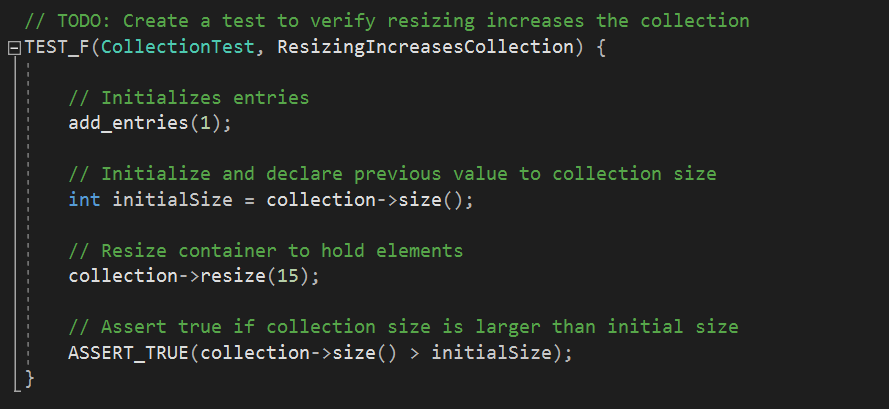 // TODO: Create a test to verify resizing increases the collection
TEST_F(CollectionTest, ResizingIncreasesCollection) {
// Initializes entries
add_entries(1);
// Initialize and declare previous value to collection size
int initialSize = collection->size();
// Resize container to hold elements
collection->resize(15);
// Assert true if collection size is larger than initial size
ASSERT_TRUE(collection->size() > initialSize);
}